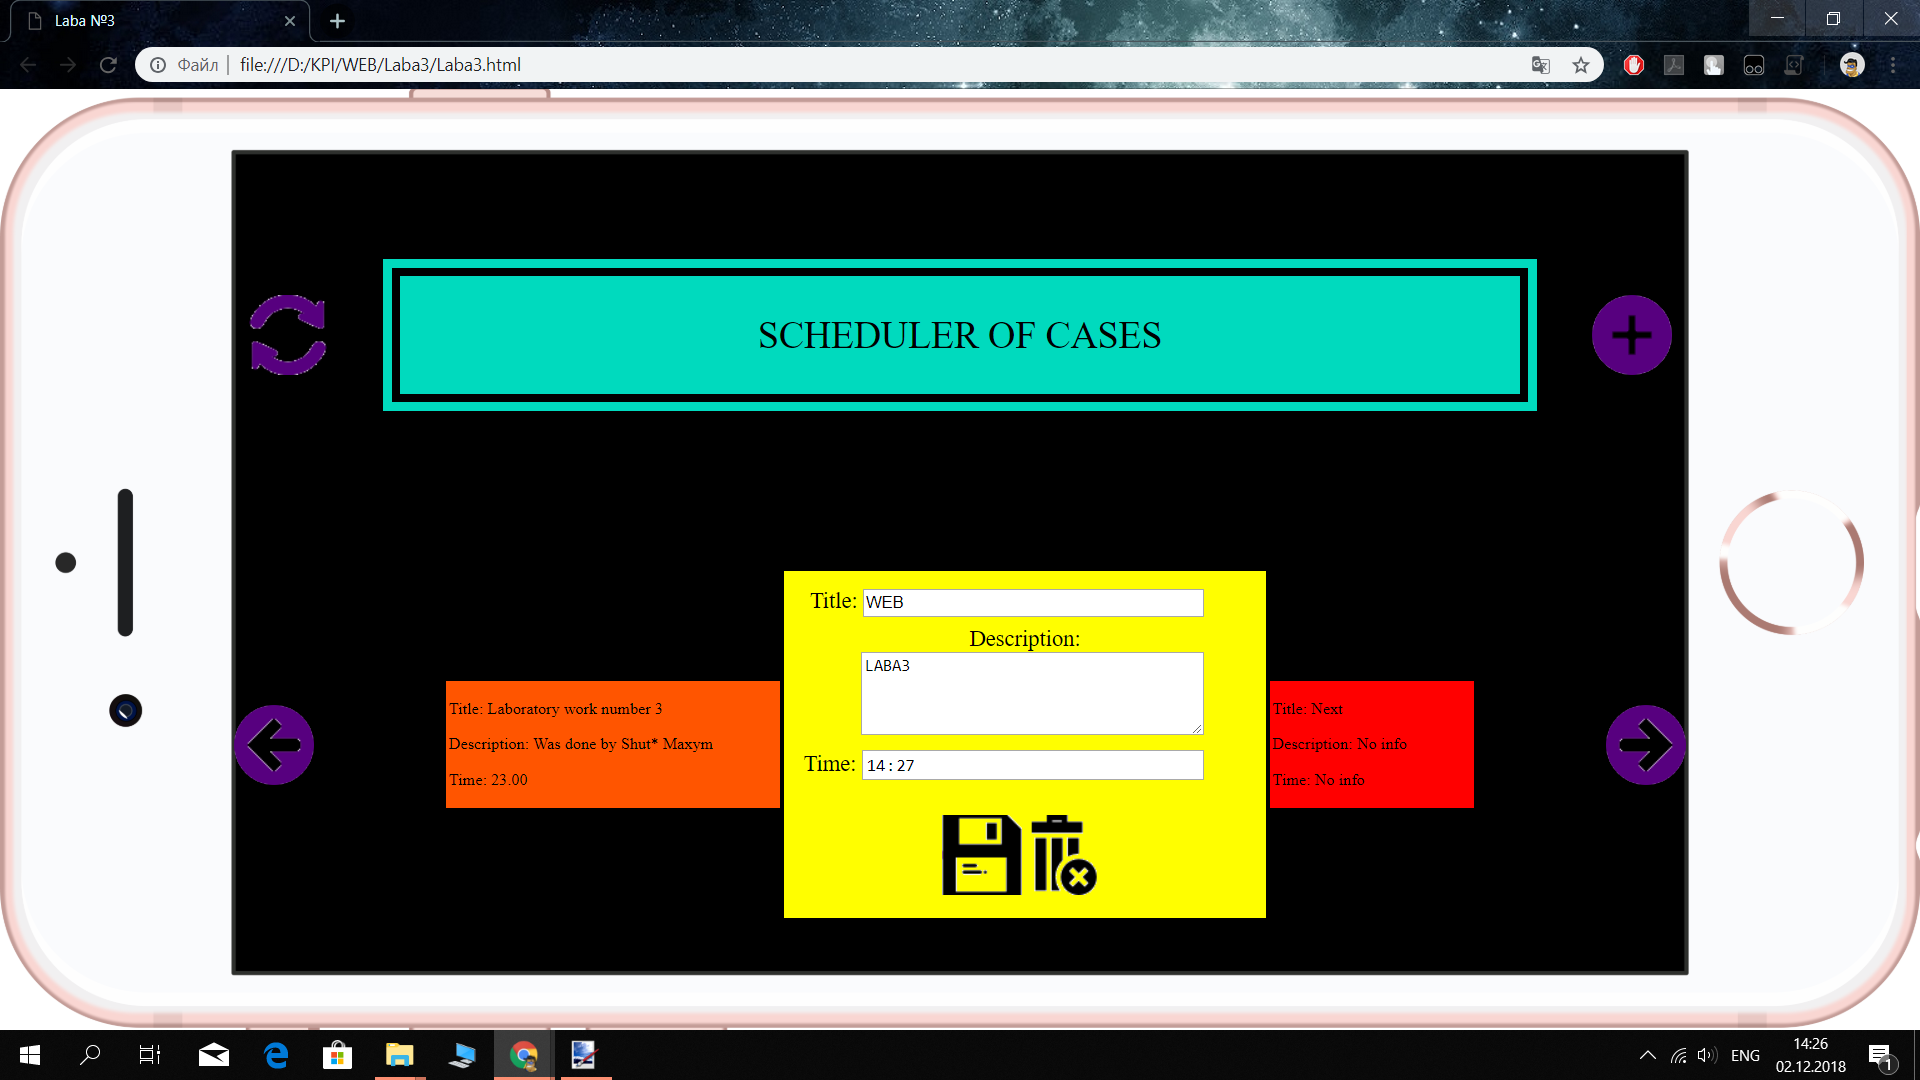 Laba №3
Файл
file:///D:/KPI/WEB/Laba3/Laba3.html
SCHEDULER OF CASES
Title: WEB
Description:
LABA3
Time: 14:27
Title: Laboratory work number 3
Description: Was done by Shut* Maxym
Time: 23.00
Title: Next
Description: No info
Time: No info
ENG
14:26
02.12.2018
1